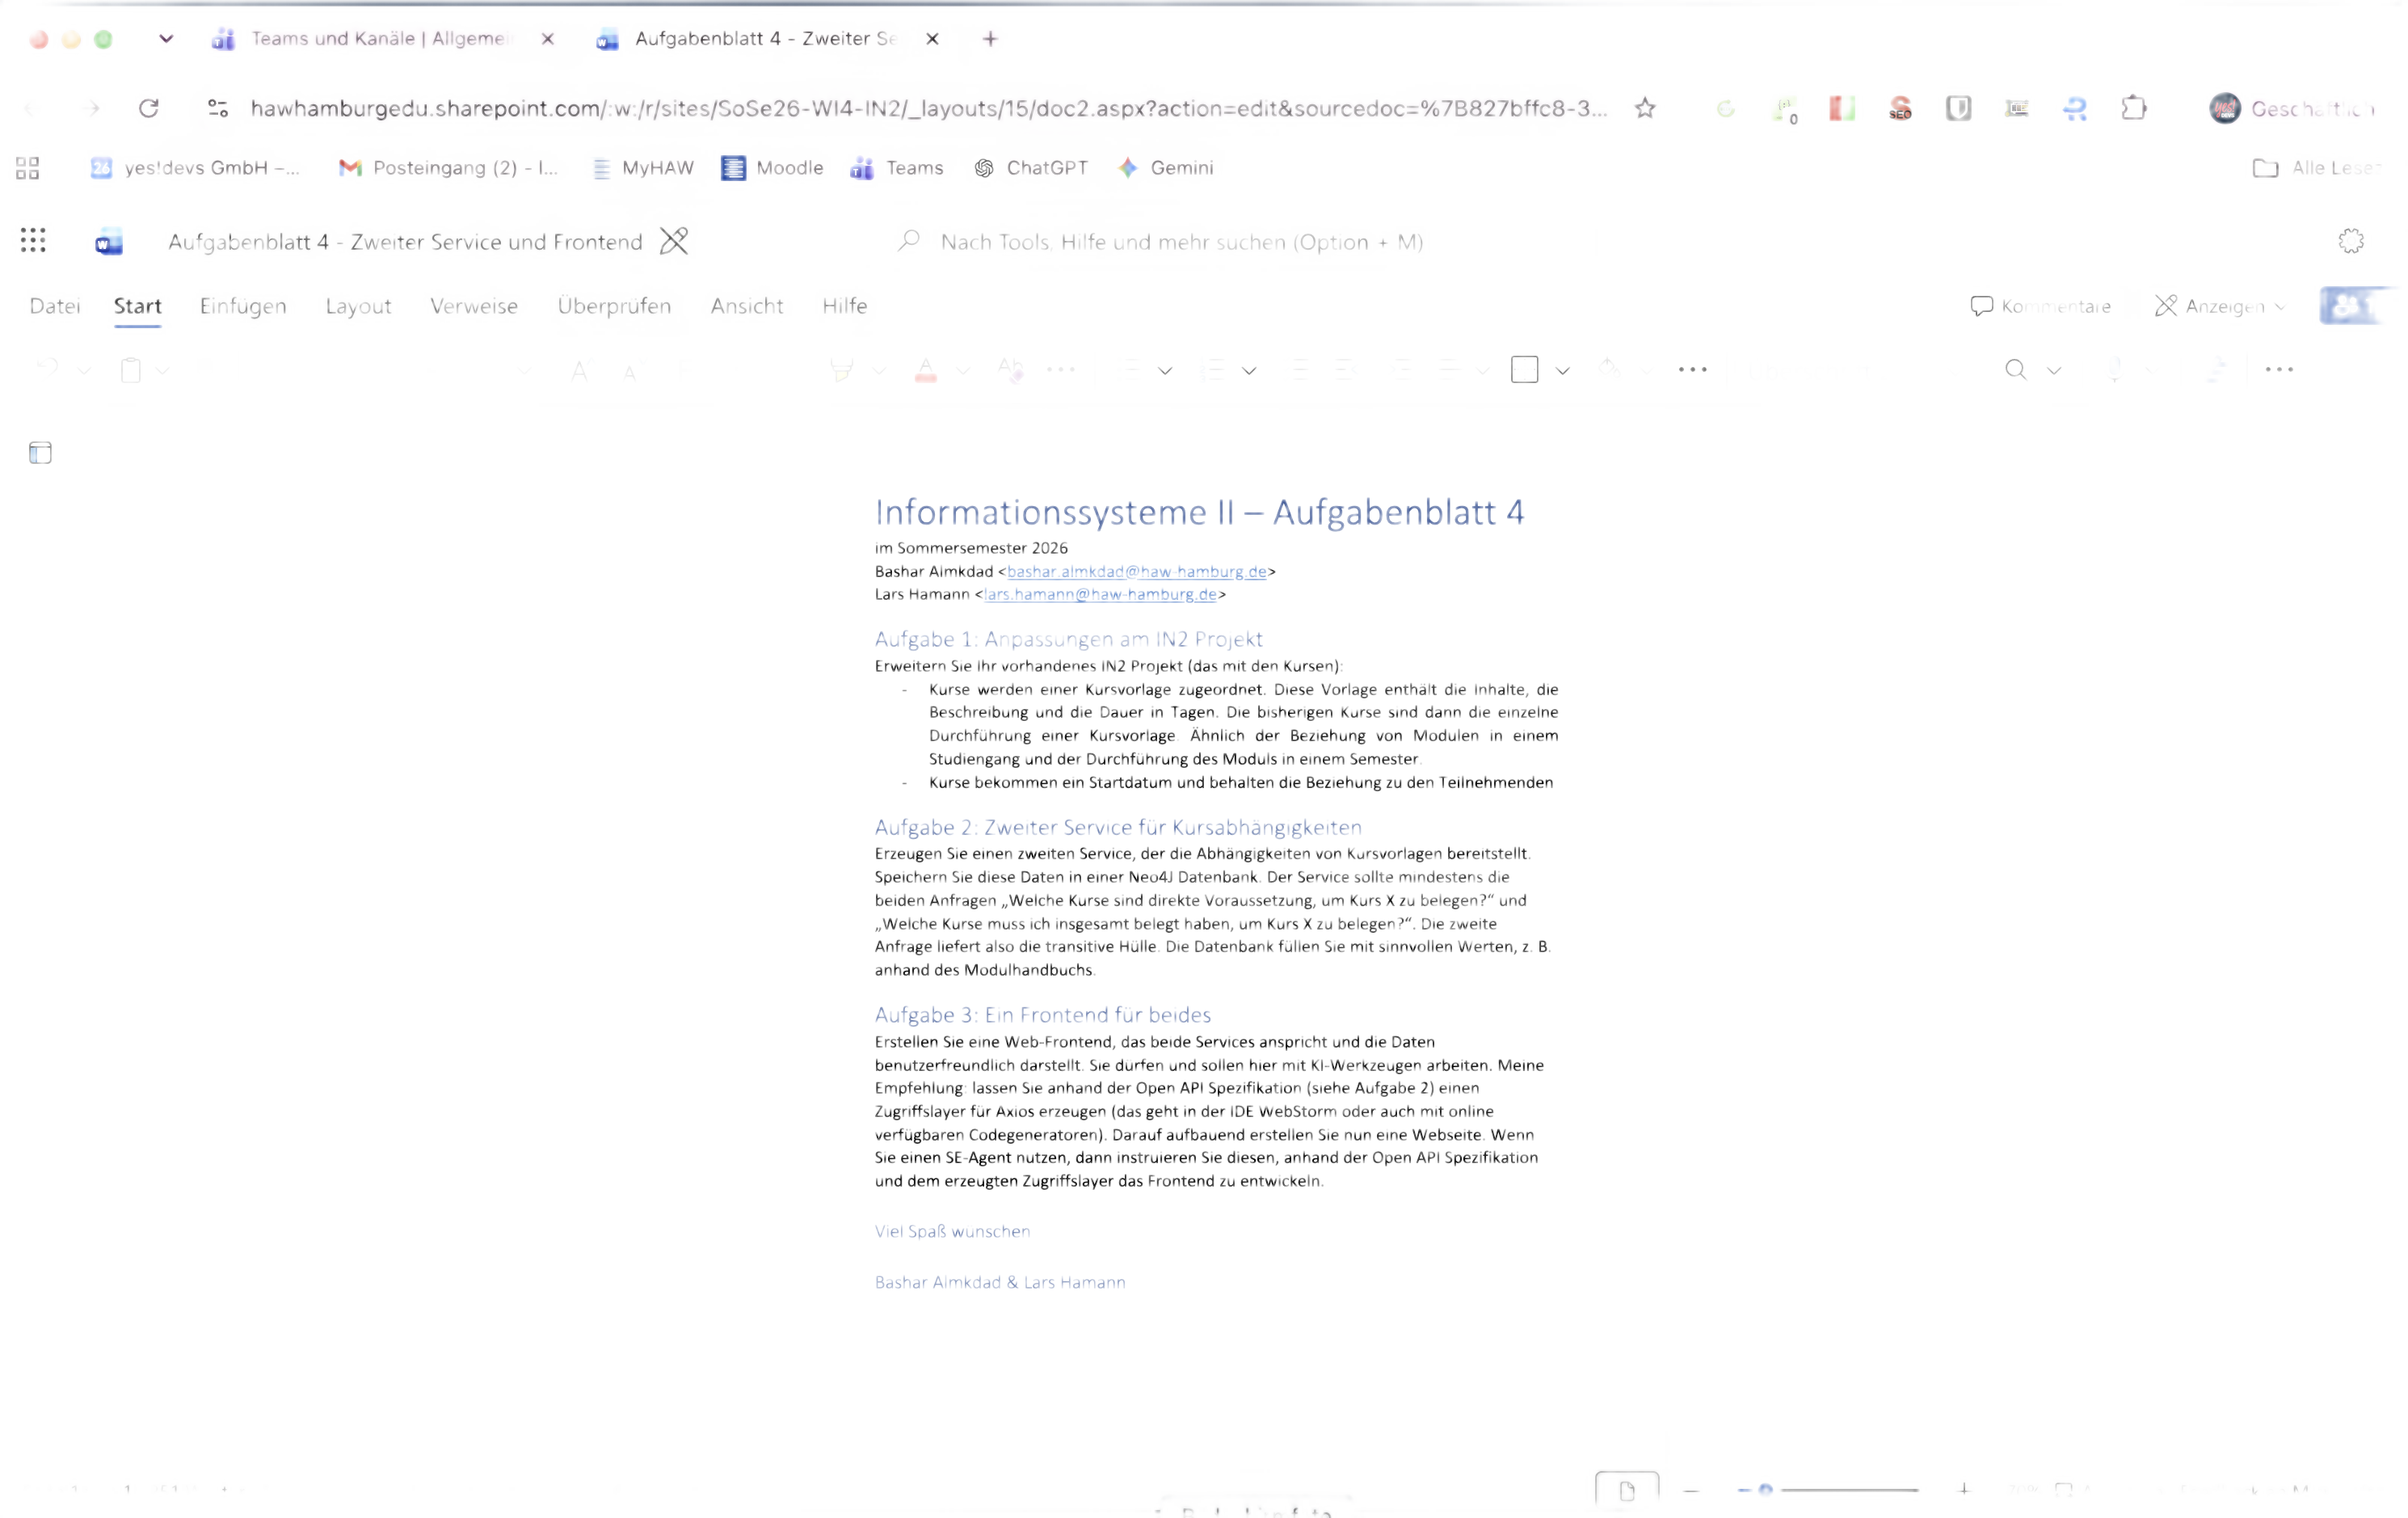 Teams und Kanäle | Allgemei
Aufgabenblatt 4 - Zweiter Se
hawhamburgedu.sharepoint.com/:w:/r/sites/SoSe26-WI4-IN2/_layouts/15/doc2.aspx?action=edit&sourcedoc=%7B827bffc8-3...
0
SEO
Geschäftlich
26 yes!devs GmbH –...
Posteingang (2) - I...
MyHAW
Moodle
Teams
ChatGPT
Gemini
Alle Lese
Aufgabenblatt 4 - Zweiter Service und Frontend
Nach Tools, Hilfe und mehr suchen (Option + M)
Datei Start Einfügen Layout Verweise Überprüfen Ansicht Hilfe
Kommentare
Anzeigen
Informationssysteme II – Aufgabenblatt 4
im Sommersemester 2026
Bashar Almkdad <bashar.almkdad@haw-hamburg.de>
Lars Hamann <lars.hamann@haw-hamburg.de>
Aufgabe 1: Anpassungen am IN2 Projekt
Erweitern Sie Ihr vorhandenes IN2 Projekt (das mit den Kursen):
- Kurse werden einer Kursvorlage zugeordnet. Diese Vorlage enthält die Inhalte, die
Beschreibung und die Dauer in Tagen. Die bisherigen Kurse sind dann die einzelne
Durchführung einer Kursvorlage. Ähnlich der Beziehung von Modulen in einem
Studiengang und der Durchführung des Moduls in einem Semester.
- Kurse bekommen ein Startdatum und behalten die Beziehung zu den Teilnehmenden
Aufgabe 2: Zweiter Service für Kursabhängigkeiten
Erzeugen Sie einen zweiten Service, der die Abhängigkeiten von Kursvorlagen bereitstellt.
Speichern Sie diese Daten in einer Neo4J Datenbank. Der Service sollte mindestens die
beiden Anfragen „Welche Kurse sind direkte Voraussetzung, um Kurs X zu belegen?“ und
„Welche Kurse muss ich insgesamt belegt haben, um Kurs X zu belegen?“. Die zweite
Anfrage liefert also die transitive Hülle. Die Datenbank füllen Sie mit sinnvollen Werten, z. B.
anhand des Modulhandbuchs.
Aufgabe 3: Ein Frontend für beides
Erstellen Sie eine Web-Frontend, das beide Services anspricht und die Daten
benutzerfreundlich darstellt. Sie dürfen und sollen hier mit KI-Werkzeugen arbeiten. Meine
Empfehlung: lassen Sie anhand der Open API Spezifikation (siehe Aufgabe 2) einen
Zugriffslayer für Axios erzeugen (das geht in der IDE WebStorm oder auch mit online
verfügbaren Codegeneratoren). Darauf aufbauend erstellen Sie nun eine Webseite. Wenn
Sie einen SE-Agent nutzen, dann instruieren Sie diesen, anhand der Open API Spezifikation
und dem erzeugten Zugriffslayer das Frontend zu entwickeln.
Viel Spaß wünschen
Bashar Almkdad & Lars Hamann